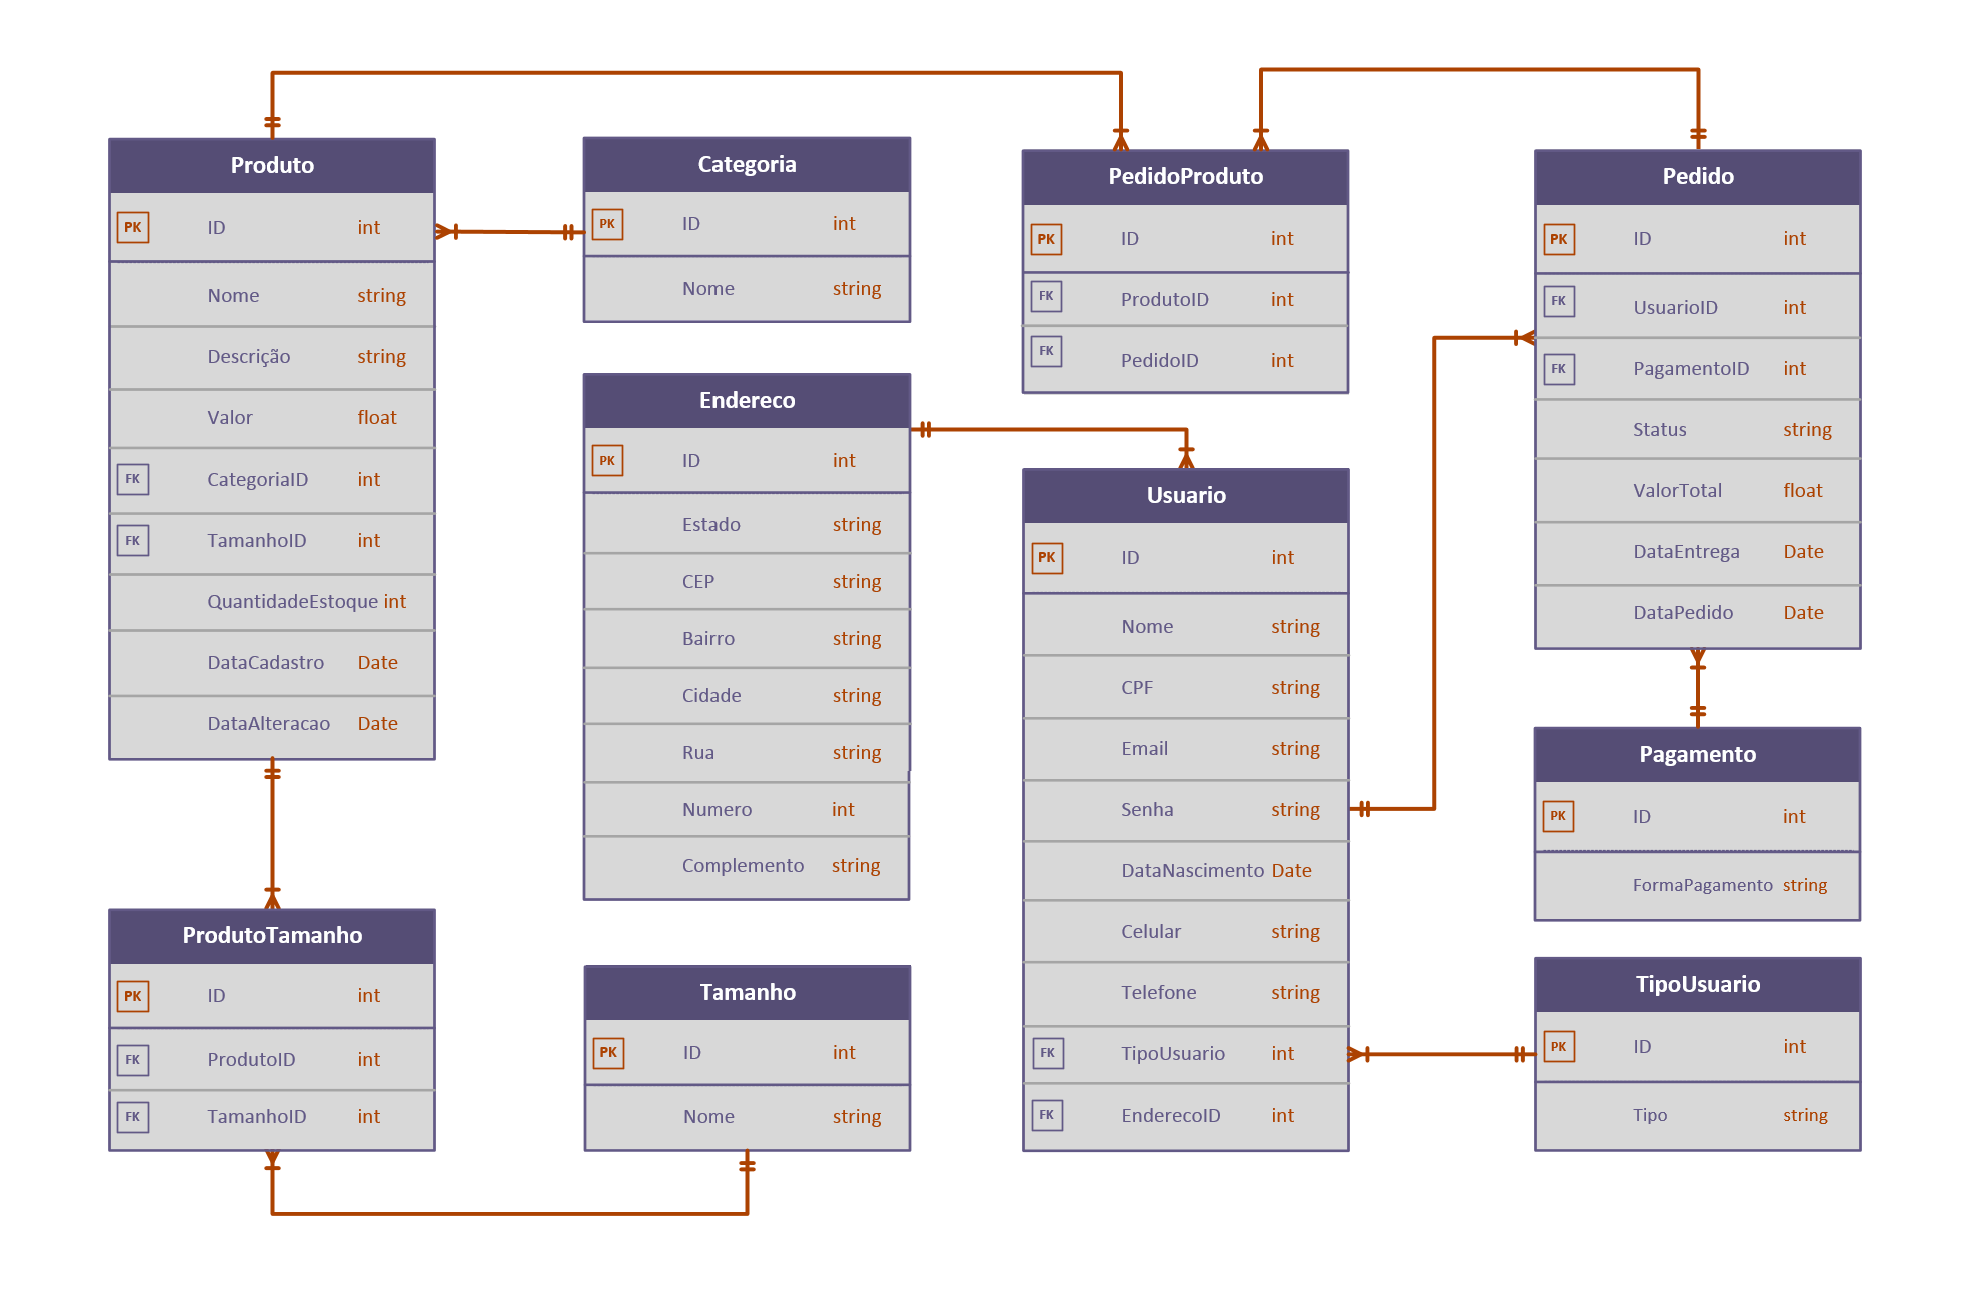 Produto
PK ID int
Nome string
Descrição string
Valor float
FK CategoriaID int
FK TamanhoID int
QuantidadeEstoque int
DataCadastro Date
DataAlteracao Date
Categoria
PK ID int
Nome string
PedidoProduto
PK ID int
FK ProdutoID int
FK PedidoID int
Pedido
PK ID int
FK UsuarioID int
FK PagamentoID int
Status string
ValorTotal float
DataEntrega Date
DataPedido Date
Endereco
PK ID int
Estado string
CEP string
Bairro string
Cidade string
Rua string
Numero int
Complemento string
Usuario
PK ID int
Nome string
CPF string
Email string
Senha string
DataNascimento Date
Celular string
Telefone string
FK TipoUsuario int
FK EnderecoID int
Pagamento
PK ID int
FormaPagamento string
ProdutoTamanho
PK ID int
FK ProdutoID int
FK TamanhoID int
Tamanho
PK ID int
Nome string
TipoUsuario
PK ID int
Tipo string